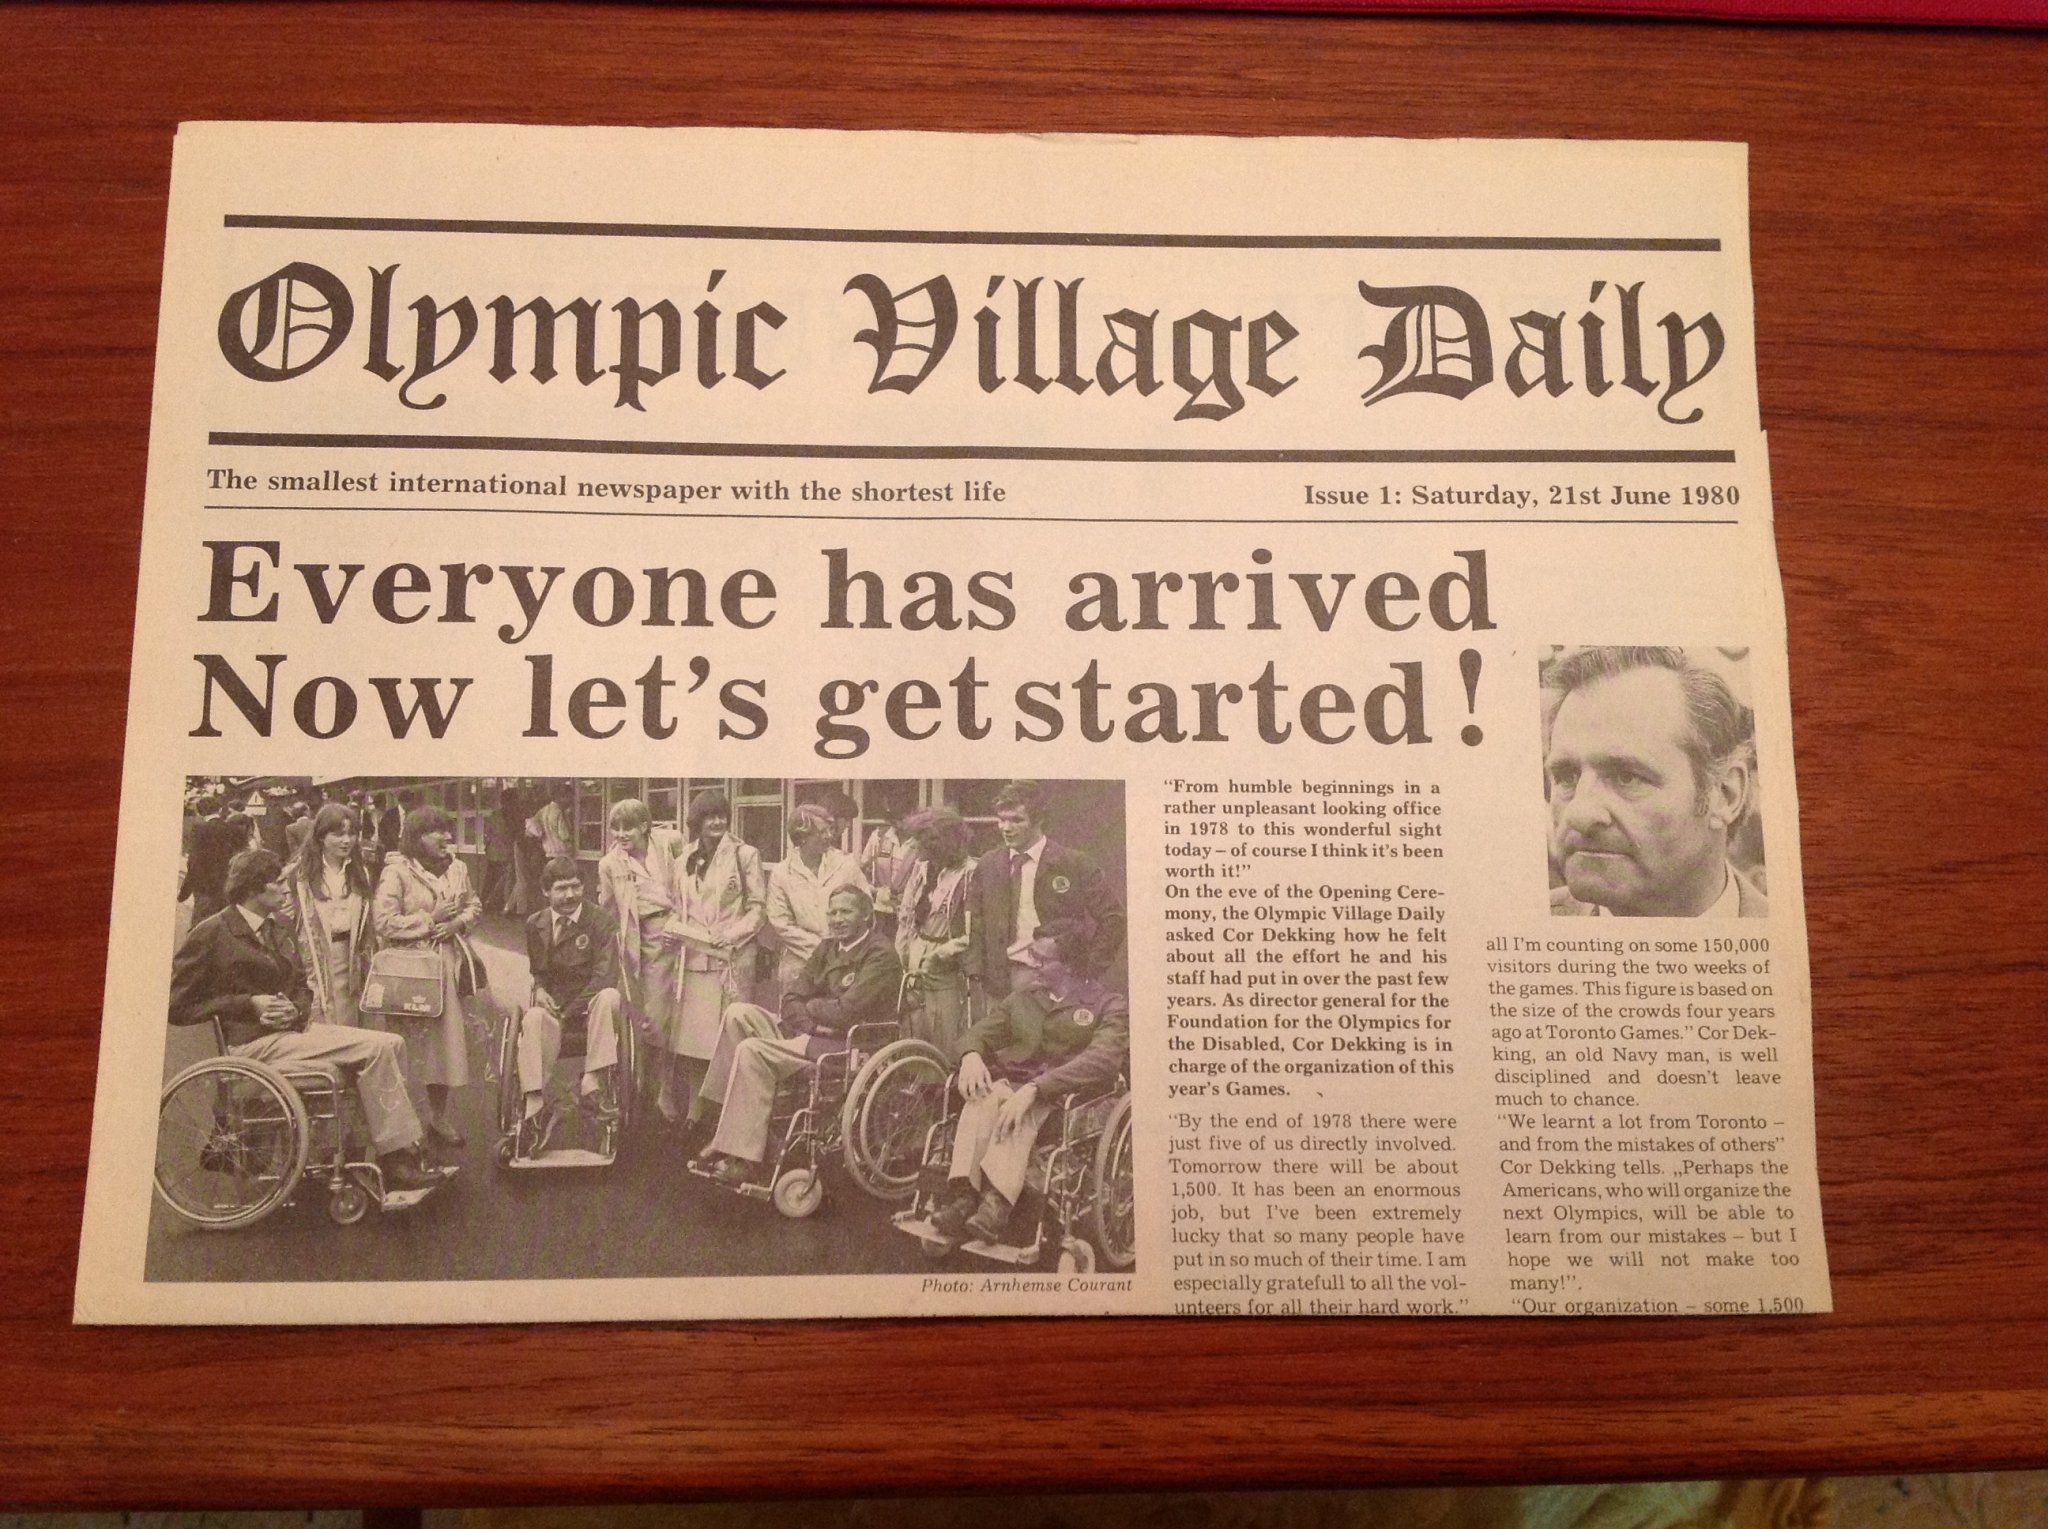 Olympic Village Daily
The smallest international newspaper with the shortest life
Issue 1: Saturday, 21st June 1980
Everyone has arrived
Now let's get started!
KLM
Photo: Arnhemse Courant
"From humble beginnings in a
rather unpleasant looking office
in 1978 to this wonderful sight
today – of course I think it's been
worth it!"
On the eve of the Opening Cere-
mony, the Olympic Village Daily
asked Cor Dekking how he felt
about all the effort he and his
staff had put in over the past few
years. As director general for the
Foundation for the Olympics for
the Disabled, Cor Dekking is in
charge of the organization of this
year's Games.
"By the end of 1978 there were
just five of us directly involved.
Tomorrow there will be about
1,500. It has been an enormous
job, but I've been extremely
lucky that so many people have
put in so much of their time. I am
especially gratefull to all the vol-
unteers for all their hard work."
all I'm counting on some 150,000
visitors during the two weeks of
the games. This figure is based on
the size of the crowds four years
ago at Toronto Games." Cor Dek-
king, an old Navy man, is well
disciplined and doesn't leave
much to chance.
"We learnt a lot from Toronto –
and from the mistakes of others"
Cor Dekking tells. „Perhaps the
Americans, who will organize the
next Olympics, will be able to
learn from our mistakes – but I
hope we will not make too
many!".
"Our organization – some 1,500